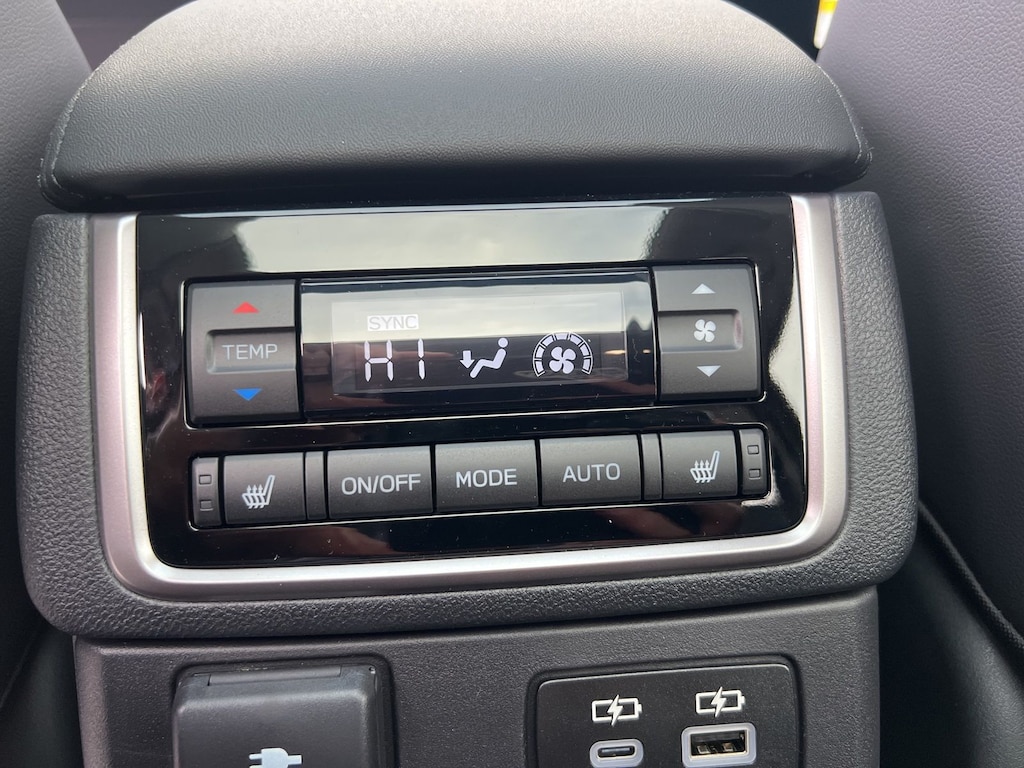 SYNC
TEMP
HI
ON/OFF
MODE
AUTO